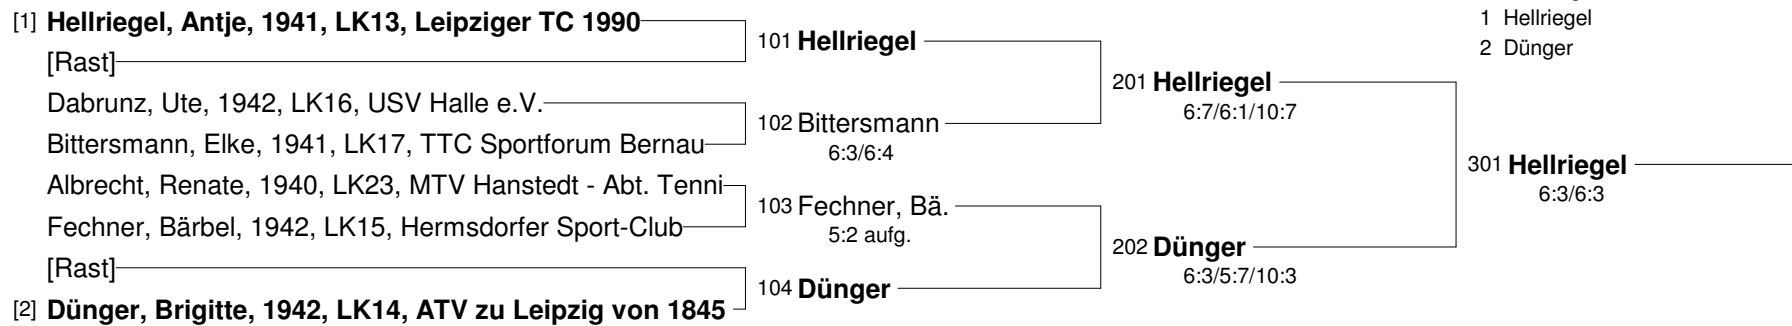 [1] Hellriegel, Antje, 1941, LK13, Leipziger TC 1990
[Rast]
Dabrunz, Ute, 1942, LK16, USV Halle e.V.
Bittersmann, Elke, 1941, LK17, TTC Sportforum Bernau
Albrecht, Renate, 1940, LK23, MTV Hanstedt - Abt. Tenni
Fechner, Bärbel, 1942, LK15, Hermsdorfer Sport-Club
[Rast]
[2] Dünger, Brigitte, 1942, LK14, ATV zu Leipzig von 1845
101 Hellriegel
102 Bittersmann
6:3/6:4
103 Fechner, Bä.
5:2 aufg.
104 Dünger
201 Hellriegel
6:7/6:1/10:7
202 Dünger
6:3/5:7/10:3
301 Hellriegel
6:3/6:3
1 Hellriegel
2 Dünger